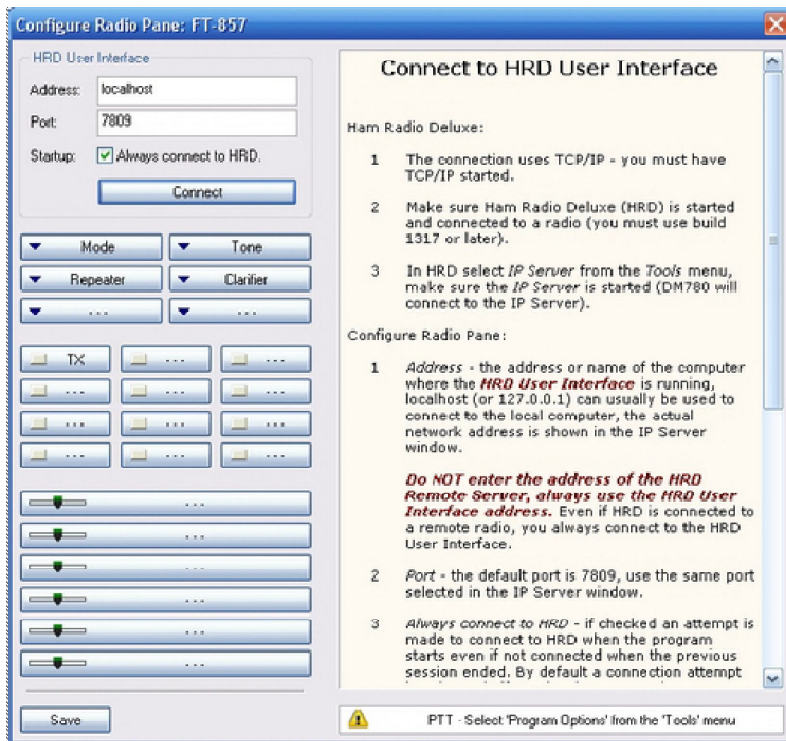 Configure Radio Pane: FT-857
HRD User Interface
Address: localhost
Port: 7809
Startup: Always connect to HRD.
Connect
Mode Tone
Repeater Clarifier
... ...
TX ... ...
... ... ...
... ... ...
... ... ...
...
...
...
...
...
...
Save
Connect to HRD User Interface
Ham Radio Deluxe:
1 The connection uses TCP/IP - you must have
TCP/IP started.
2 Make sure Ham Radio Deluxe (HRD) is started
and connected to a radio (you must use build
1317 or later).
3 In HRD select IP Server from the Tools menu,
make sure the IP Server is started (DM780 will
connect to the IP Server).
Configure Radio Pane:
1 Address - the address or name of the computer
where the HRD User Interface is running,
localhost (or 127.0.0.1) can usually be used to
connect to the local computer, the actual
network address is shown in the IP Server
window.
Do NOT enter the address of the HRD
Remote Server, always use the HRD User
Interface address. Even if HRD is connected to
a remote radio, you always connect to the HRD
User Interface.
2 Port - the default port is 7809, use the same port
selected in the IP Server window.
3 Always connect to HRD - if checked an attempt is
made to connect to HRD when the program
starts even if not connected when the previous
session ended. By default a connection attempt
PTT - Select 'Program Options' from the 'Tools' menu